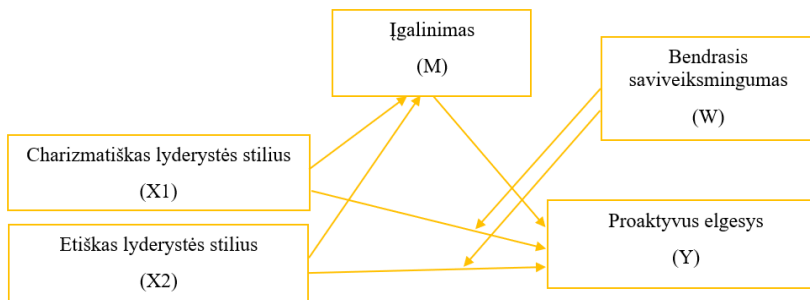 Įgalinimas
(M)
Bendrasis
saviveiksmingumas
(W)
Charizmatiškas lyderystės stilius
(X1)
Etiškas lyderystės stilius
(X2)
Proaktyvus elgesys
(Y)